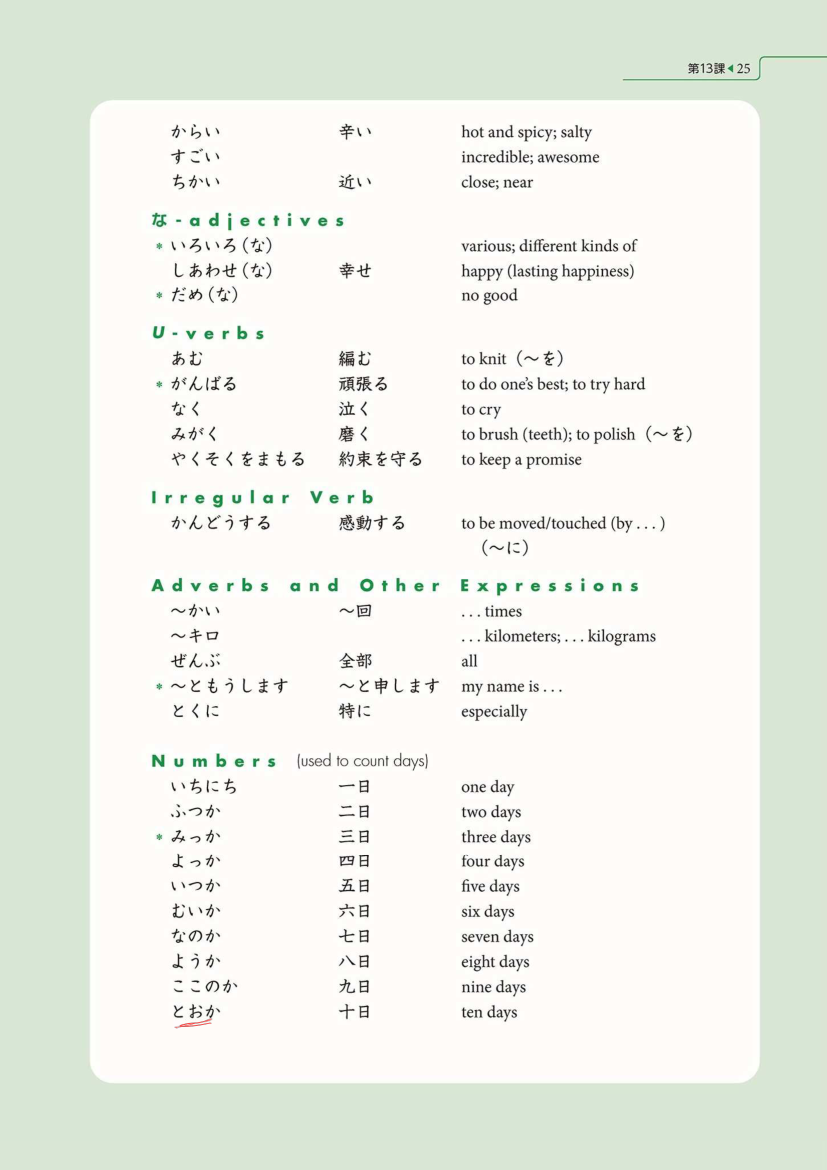 第13課 ◀ 25
からい 辛い hot and spicy; salty
すごい incredible; awesome
ちかい 近い close; near
な-adjectives
* いろいろ(な) various; different kinds of
しあわせ(な) 幸せ happy (lasting happiness)
* だめ(な) no good
U-verbs
あむ 編む to knit (〜を)
* がんばる 頑張る to do one's best; to try hard
なく 泣く to cry
みがく 磨く to brush (teeth); to polish (〜を)
やくそくをまもる 約束を守る to keep a promise
Irregular Verb
かんどうする 感動する to be moved/touched (by . . . )
(〜に)
Adverbs and Other Expressions
〜かい 〜回 . . . times
〜キロ . . . kilometers; . . . kilograms
ぜんぶ 全部 all
* 〜ともうします 〜と申します my name is . . .
とくに 特に especially
Numbers (used to count days)
いちにち 一日 one day
ふつか 二日 two days
* みっか 三日 three days
よっか 四日 four days
いつか 五日 five days
むいか 六日 six days
なのか 七日 seven days
ようか 八日 eight days
ここのか 九日 nine days
とおか 十日 ten days